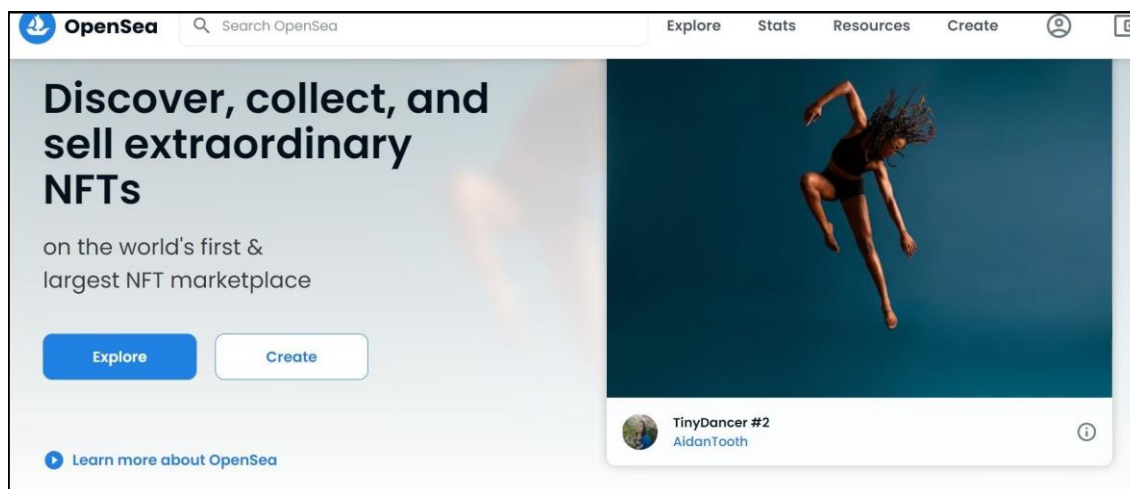 OpenSea
Search OpenSea
Explore Stats Resources Create
Discover, collect, and
sell extraordinary
NFTs
on the world's first &
largest NFT marketplace
Explore
Create
Learn more about OpenSea
TinyDancer #2
AidanTooth